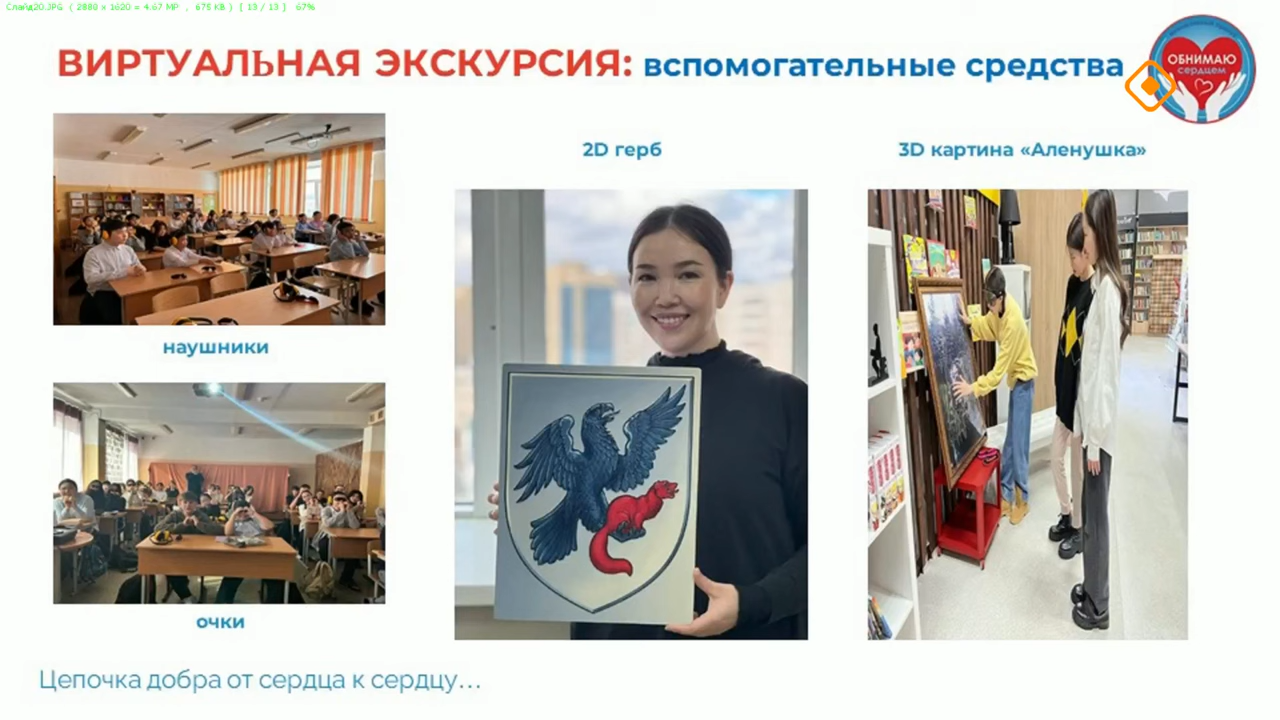 Слайд20.JPG ( 2880 x 1620 = 4.67 MP , 675 KB ) [ 13 / 13 ] 67%
ВИРТУАЛЬНАЯ ЭКСКУРСИЯ: вспомогательные средства
ОБНИМАЮ
сердцем
2D герб
3D картина «Аленушка»
наушники
очки
Цепочка добра от сердца к сердцу...